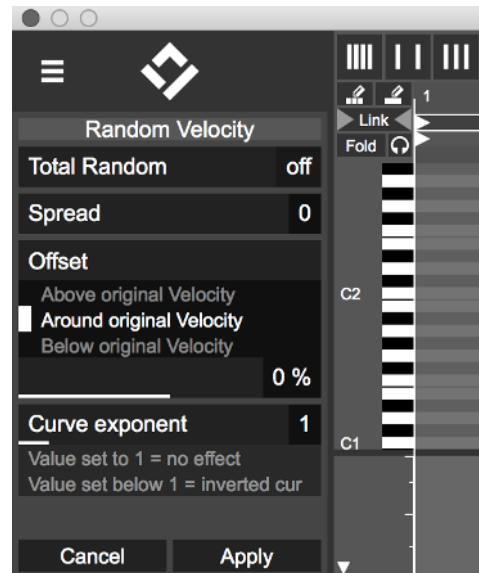 Random Velocity
Total Random off
Spread 0
Offset
Above original Velocity
Around original Velocity
Below original Velocity
0 %
Curve exponent 1
Value set to 1 = no effect
Value set below 1 = inverted cur
Cancel Apply
1
Link
Fold
C2
C1